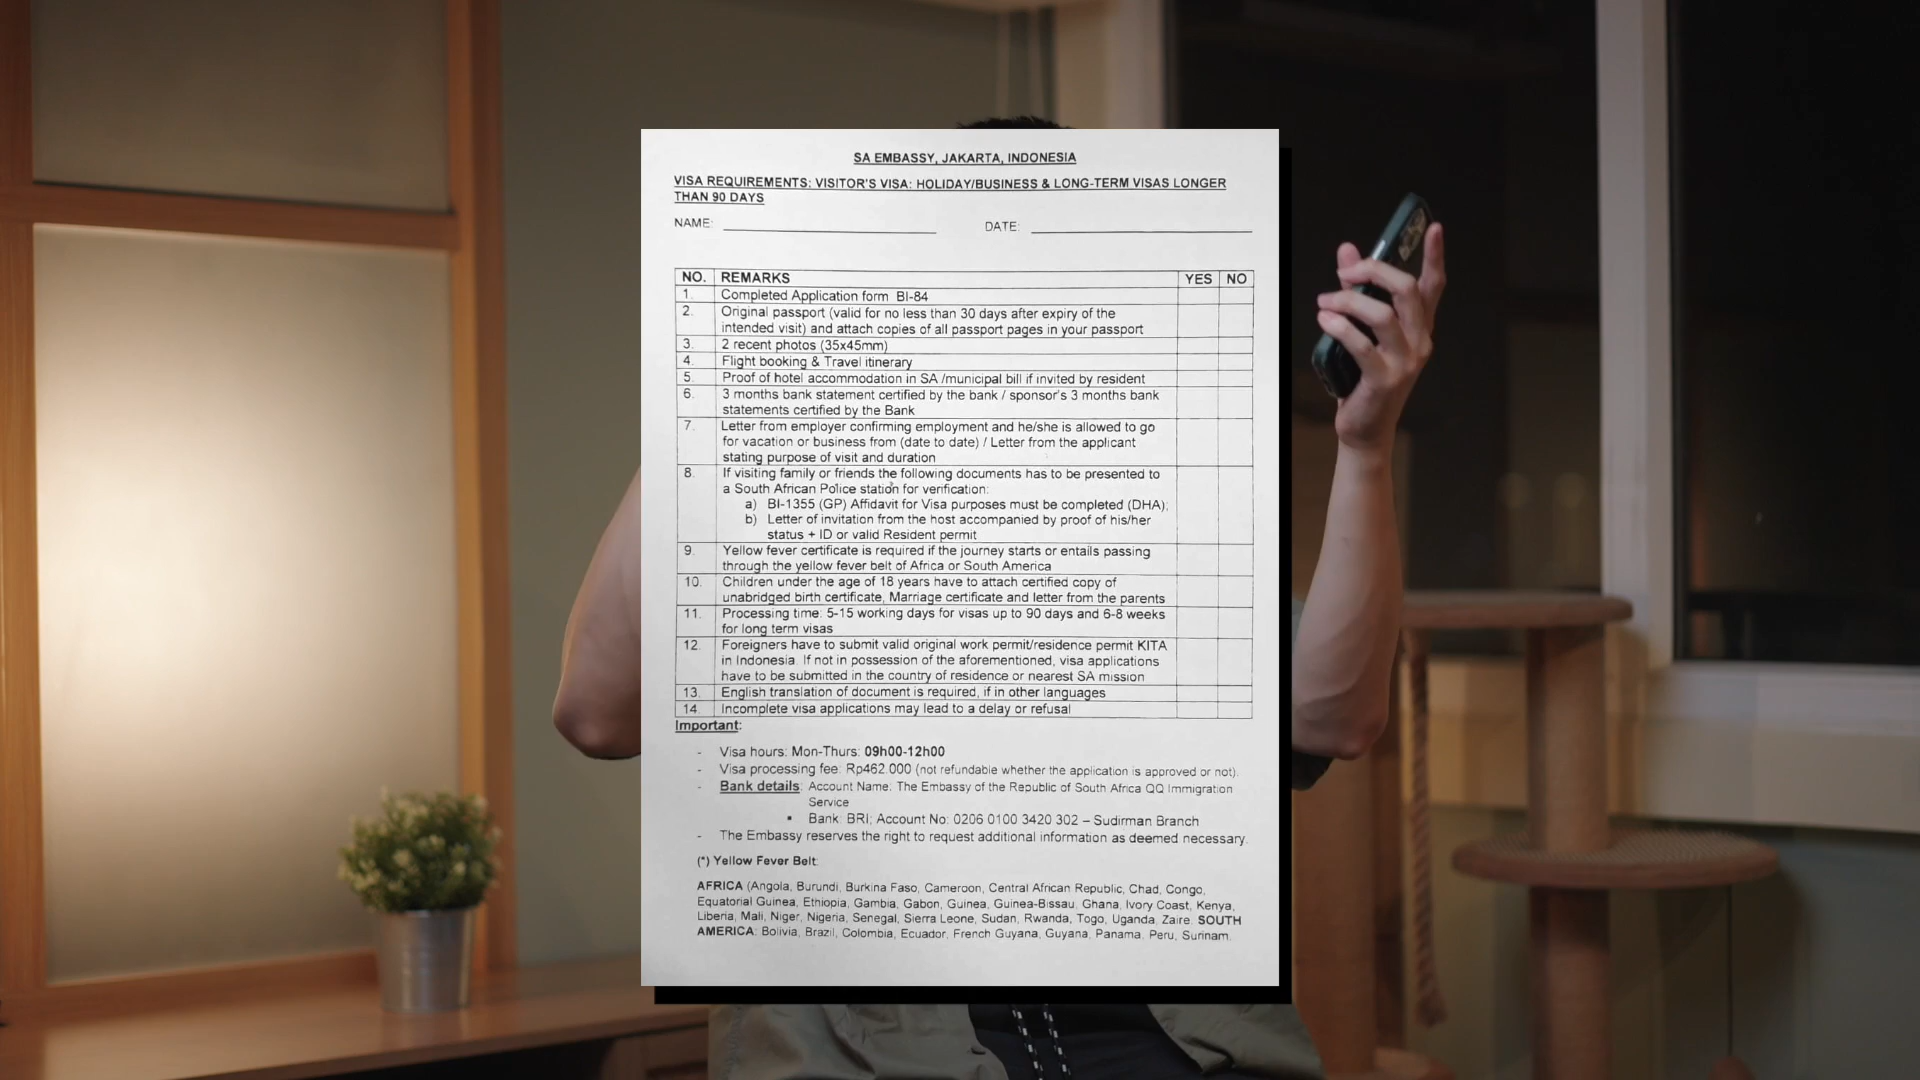 SA EMBASSY, JAKARTA, INDONESIA
VISA REQUIREMENTS: VISITOR'S VISA: HOLIDAY/BUSINESS & LONG-TERM VISAS LONGER
THAN 90 DAYS
NAME: DATE:
NO. REMARKS YES NO
1. Completed Application form BI-84
2. Original passport (valid for no less than 30 days after expiry of the
intended visit) and attach copies of all passport pages in your passport
3. 2 recent photos (35x45mm)
4. Flight booking & Travel itinerary
5. Proof of hotel accommodation in SA /municipal bill if invited by resident
6. 3 months bank statement certified by the bank / sponsor's 3 months bank
statements certified by the Bank
7. Letter from employer confirming employment and he/she is allowed to go
for vacation or business from (date to date) / Letter from the applicant
stating purpose of visit and duration
8. If visiting family or friends the following documents has to be presented to
a South African Police station for verification:
a) BI-1355 (GP) Affidavit for Visa purposes must be completed (DHA);
b) Letter of invitation from the host accompanied by proof of his/her
status + ID or valid Resident permit
9. Yellow fever certificate is required if the journey starts or entails passing
through the yellow fever belt of Africa or South America
10. Children under the age of 18 years have to attach certified copy of
unabridged birth certificate, Marriage certificate and letter from the parents
11. Processing time: 5-15 working days for visas up to 90 days and 6-8 weeks
for long term visas
12. Foreigners have to submit valid original work permit/residence permit KITA
in Indonesia. If not in possession of the aforementioned, visa applications
have to be submitted in the country of residence or nearest SA mission
13. English translation of document is required, if in other languages
14. Incomplete visa applications may lead to a delay or refusal
Important:
- Visa hours: Mon-Thurs: 09h00-12h00
- Visa processing fee: Rp462.000 (not refundable whether the application is approved or not).
- Bank details: Account Name: The Embassy of the Republic of South Africa QQ Immigration
Service
▪ Bank: BRI; Account No: 0206 0100 3420 302 – Sudirman Branch
- The Embassy reserves the right to request additional information as deemed necessary.
(*) Yellow Fever Belt:
AFRICA (Angola, Burundi, Burkina Faso, Cameroon, Central African Republic, Chad, Congo,
Equatorial Guinea, Ethiopia, Gambia, Gabon, Guinea, Guinea-Bissau, Ghana, Ivory Coast, Kenya,
Liberia, Mali, Niger, Nigeria, Senegal, Sierra Leone, Sudan, Rwanda, Togo, Uganda, Zaire. SOUTH
AMERICA: Bolivia, Brazil, Colombia, Ecuador, French Guyana, Guyana, Panama, Peru, Surinam.